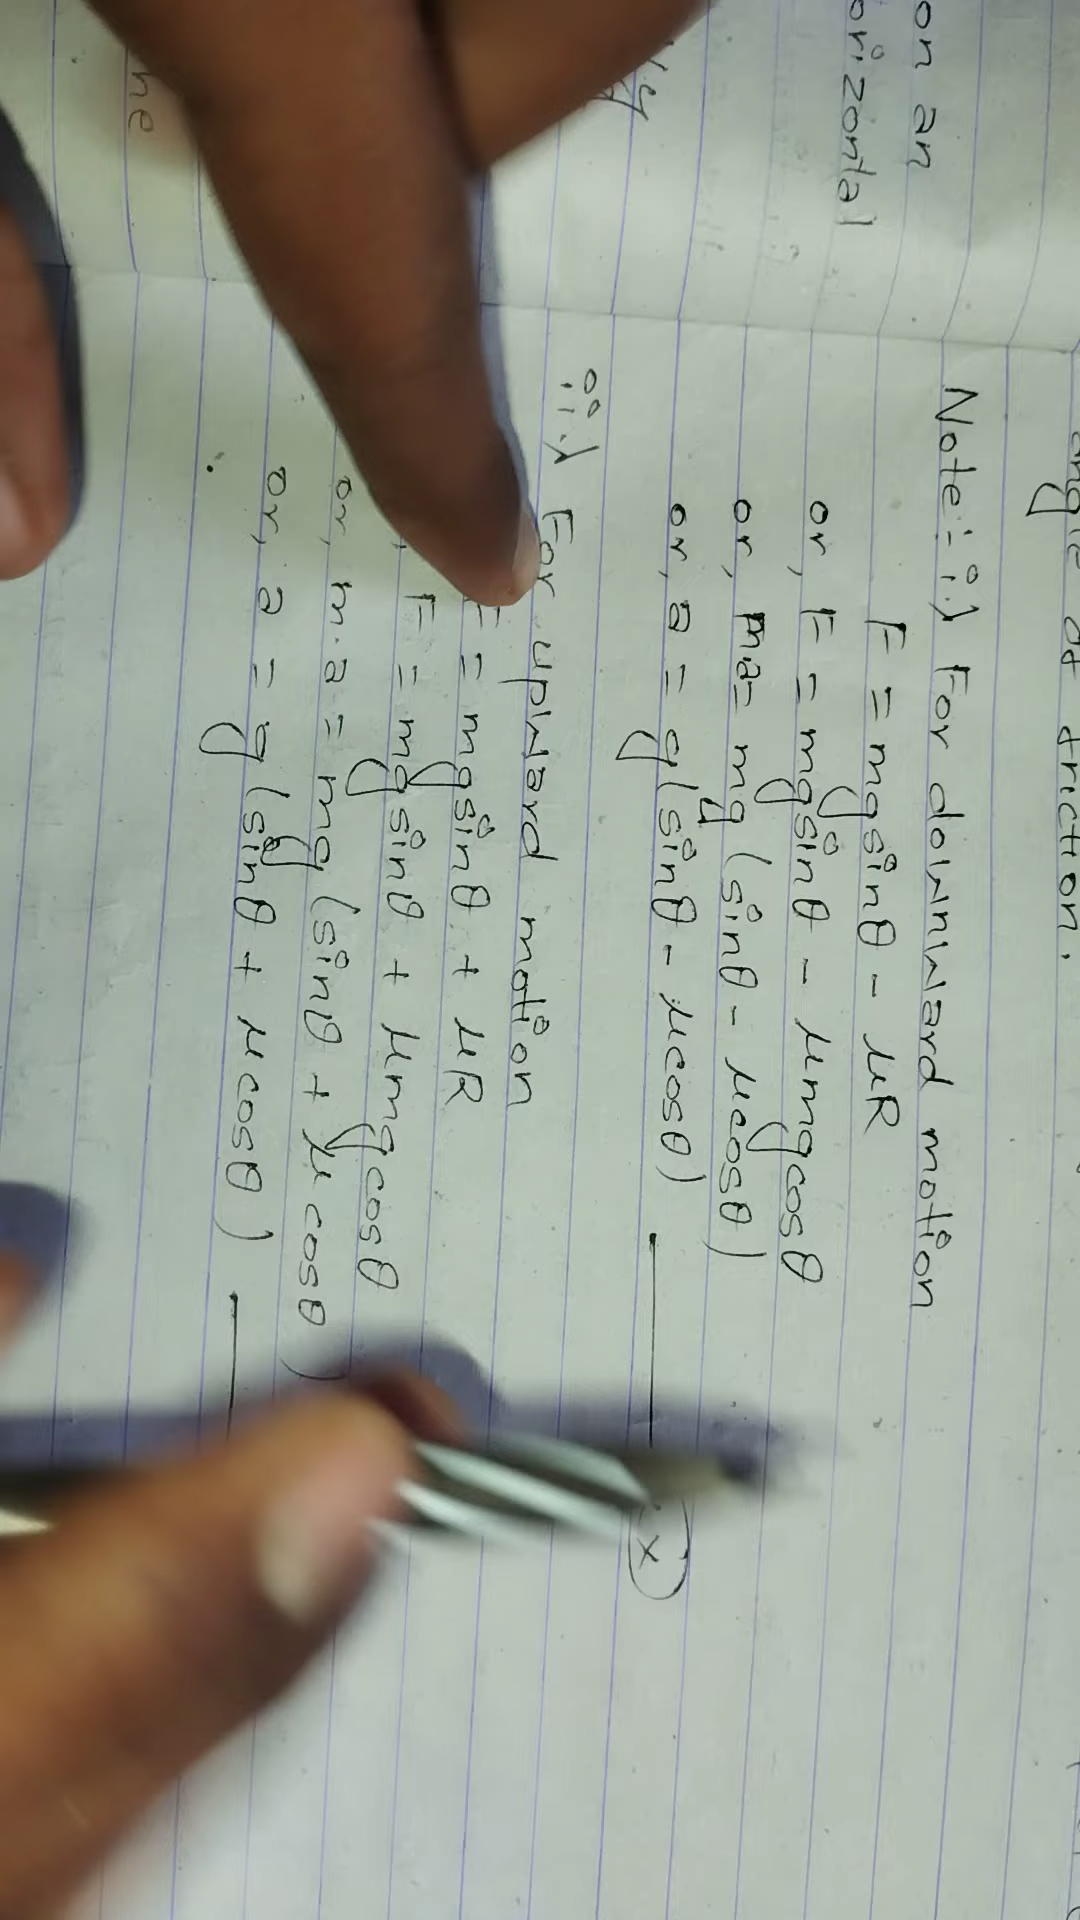 on an
orizontal
he
angle of friction.
Note:- i.) For downward motion
F = mgsinθ - μR
or, F = mgsinθ - μmgcosθ
or, ma = mg (sinθ - μcosθ)
or, a = g(sinθ - μcosθ)
x
ii.) For upward motion
F = mgsinθ + μR
F = mgsinθ + μmgcosθ
or, m.a = mg (sinθ + μcosθ)
or, a = g (sinθ + μcosθ)